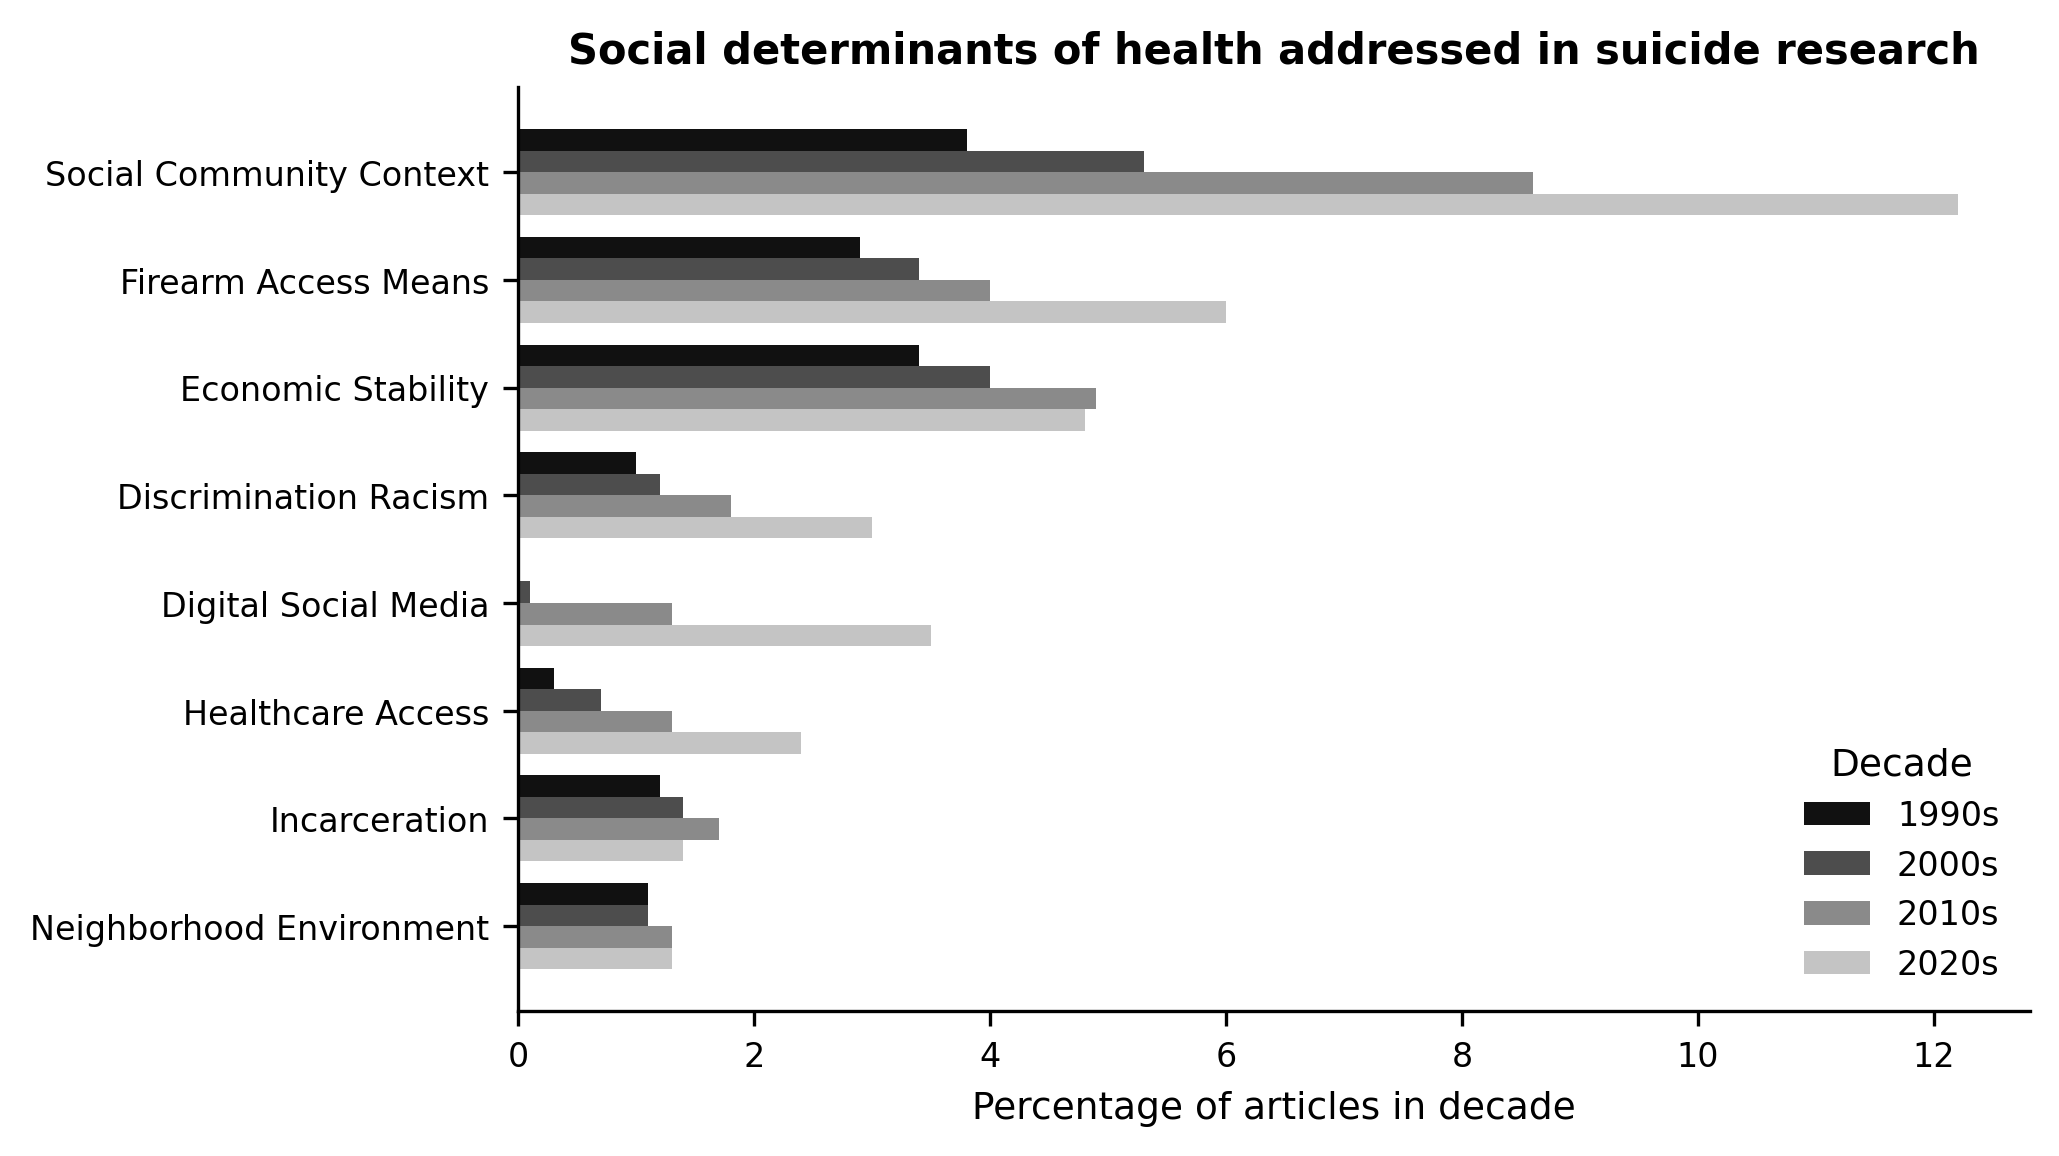 Social determinants of health addressed in suicide research
Social Community Context
Firearm Access Means
Economic Stability
Discrimination Racism
Digital Social Media
Healthcare Access
Incarceration
Neighborhood Environment
Decade
1990s
2000s
2010s
2020s
0 2 4 6 8 10 12
Percentage of articles in decade